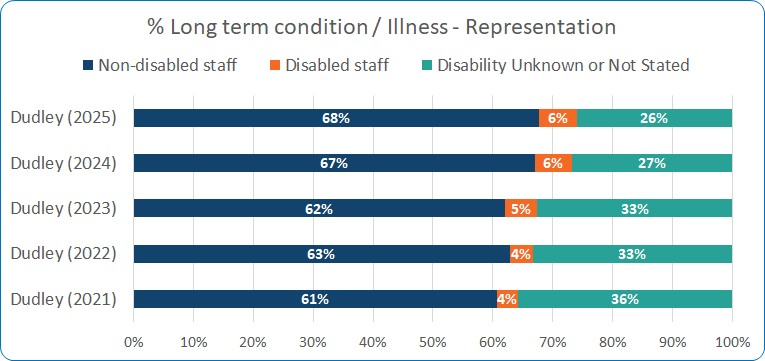 % Long term condition / Illness - Representation
Non-disabled staff Disabled staff Disability Unknown or Not Stated
Dudley (2025) 68% 6% 26%
Dudley (2024) 67% 6% 27%
Dudley (2023) 62% 5% 33%
Dudley (2022) 63% 4% 33%
Dudley (2021) 61% 4% 36%
0% 10% 20% 30% 40% 50% 60% 70% 80% 90% 100%